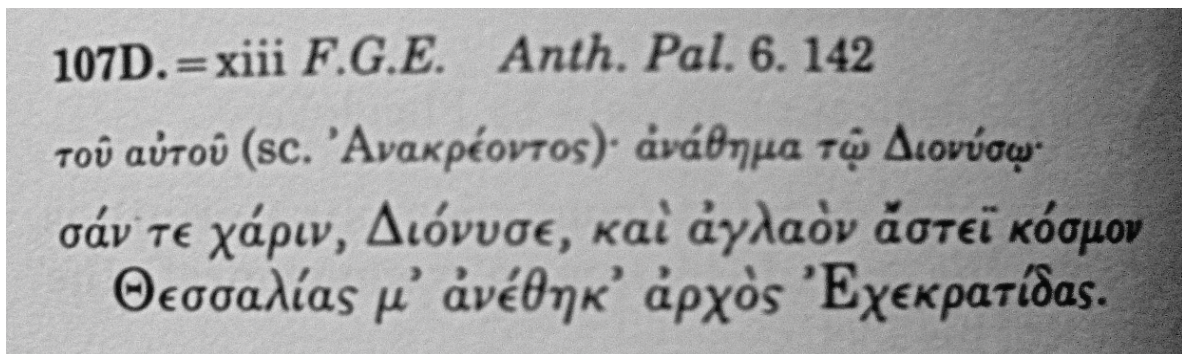 107D. = xiii F.G.E. Anth. Pal. 6. 142
τοῦ αὐτοῦ (sc. Ἀνακρέοντος)· ἀνάθημα τῷ Διονύσῳ·
σάν τε χάριν, Διόνυσε, καὶ ἀγλαὸν ἄστεϊ κόσμον
Θεσσαλίας μ’ ἀνέθηκ’ ἀρχὸς Ἐχεκρατίδας.